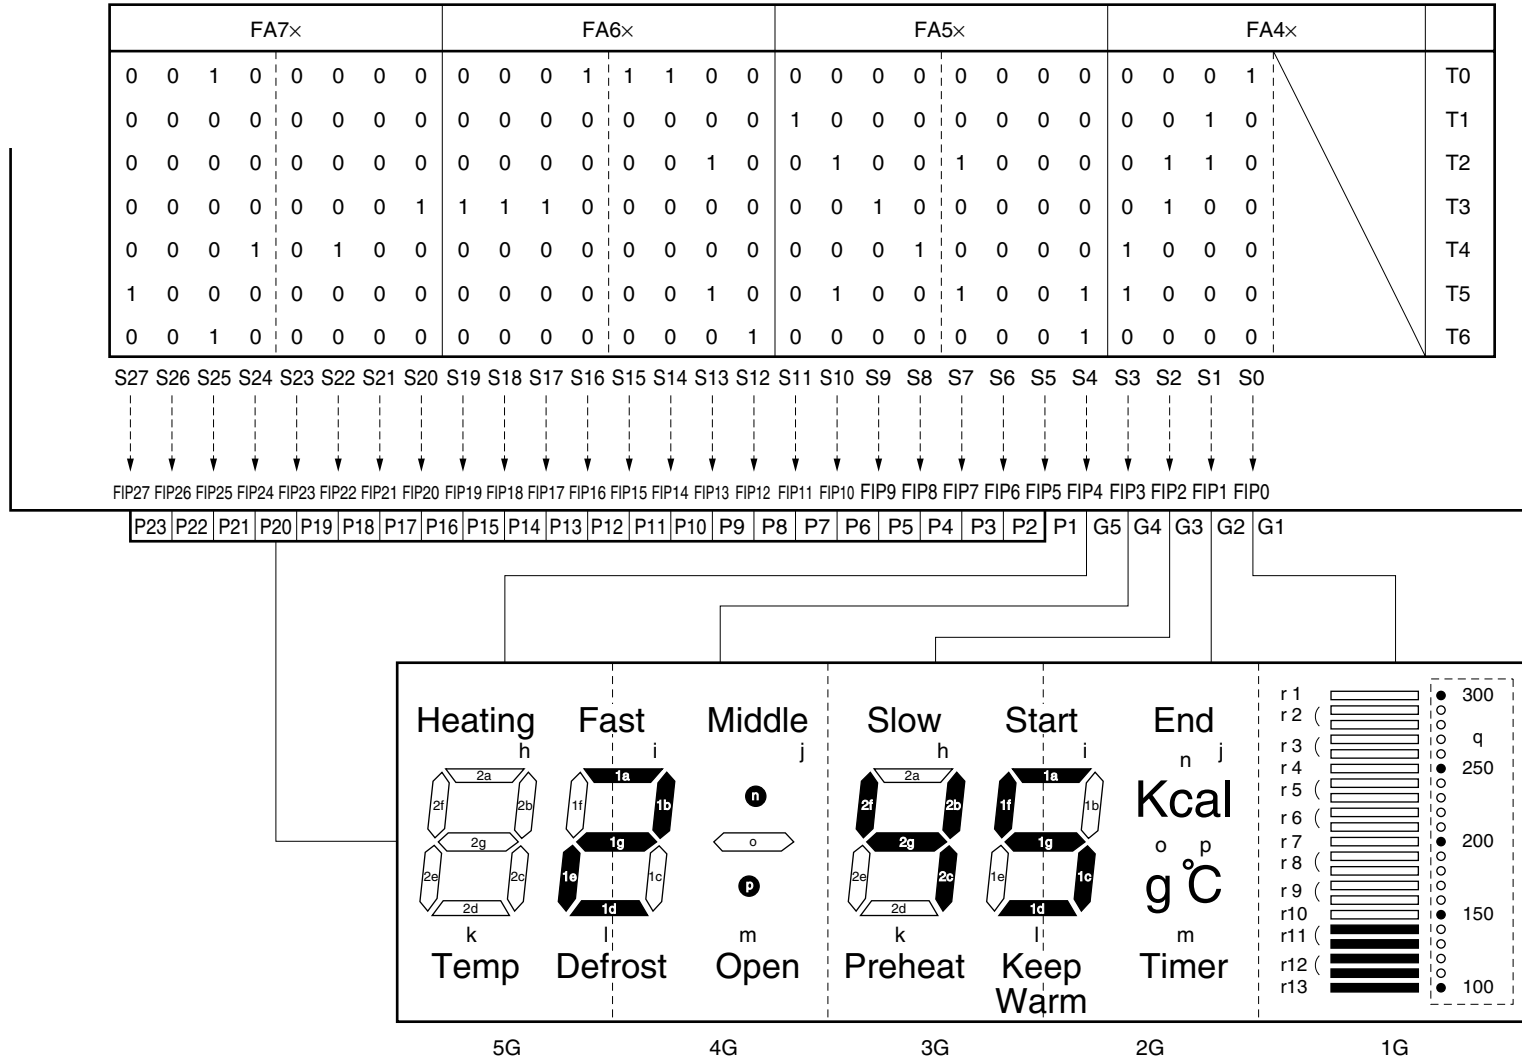 FA7× FA6× FA5× FA4×
0 0 1 0 0 0 0 0 0 0 0 1 1 1 0 0 0 0 0 0 0 0 0 0 0 0 0 1 T0
0 0 0 0 0 0 0 0 0 0 0 0 0 0 0 0 1 0 0 0 0 0 0 0 0 0 1 0 T1
0 0 0 0 0 0 0 0 0 0 0 0 0 0 1 0 0 1 0 0 1 0 0 0 0 1 1 0 T2
0 0 0 0 0 0 0 1 1 1 1 0 0 0 0 0 0 0 1 0 0 0 0 0 0 1 0 0 T3
0 0 0 1 0 1 0 0 0 0 0 0 0 0 0 0 0 0 0 1 0 0 0 0 1 0 0 0 T4
1 0 0 0 0 0 0 0 0 0 0 0 0 0 1 0 0 1 0 0 1 0 0 1 1 0 0 0 T5
0 0 1 0 0 0 0 0 0 0 0 0 0 0 0 1 0 0 0 0 0 0 0 1 0 0 0 0 T6
S27 S26 S25 S24 S23 S22 S21 S20 S19 S18 S17 S16 S15 S14 S13 S12 S11 S10 S9 S8 S7 S6 S5 S4 S3 S2 S1 S0
FIP27 FIP26 FIP25 FIP24 FIP23 FIP22 FIP21 FIP20 FIP19 FIP18 FIP17 FIP16 FIP15 FIP14 FIP13 FIP12 FIP11 FIP10 FIP9 FIP8 FIP7 FIP6 FIP5 FIP4 FIP3 FIP2 FIP1 FIP0
P23 P22 P21 P20 P19 P18 P17 P16 P15 P14 P13 P12 P11 P10 P9 P8 P7 P6 P5 P4 P3 P2 P1 G5 G4 G3 G2 G1
Heating Fast Middle Slow Start End
h i j h i n j
2a 1a 2a 1a
2f 2b 1f 1b n 2f 2b 1f 1b Kcal
2g 1g o 2g 1g o p
2e 2c 1e 1c p 2e 2c 1e 1c g °C
2d 1d 2d 1d
k l m k l m
Temp Defrost Open Preheat Keep Warm Timer
r 1 300
r 2
r 3 q
r 4 250
r 5
r 6
r 7 200
r 8
r 9
r10 150
r11
r12
r13 100
5G 4G 3G 2G 1G